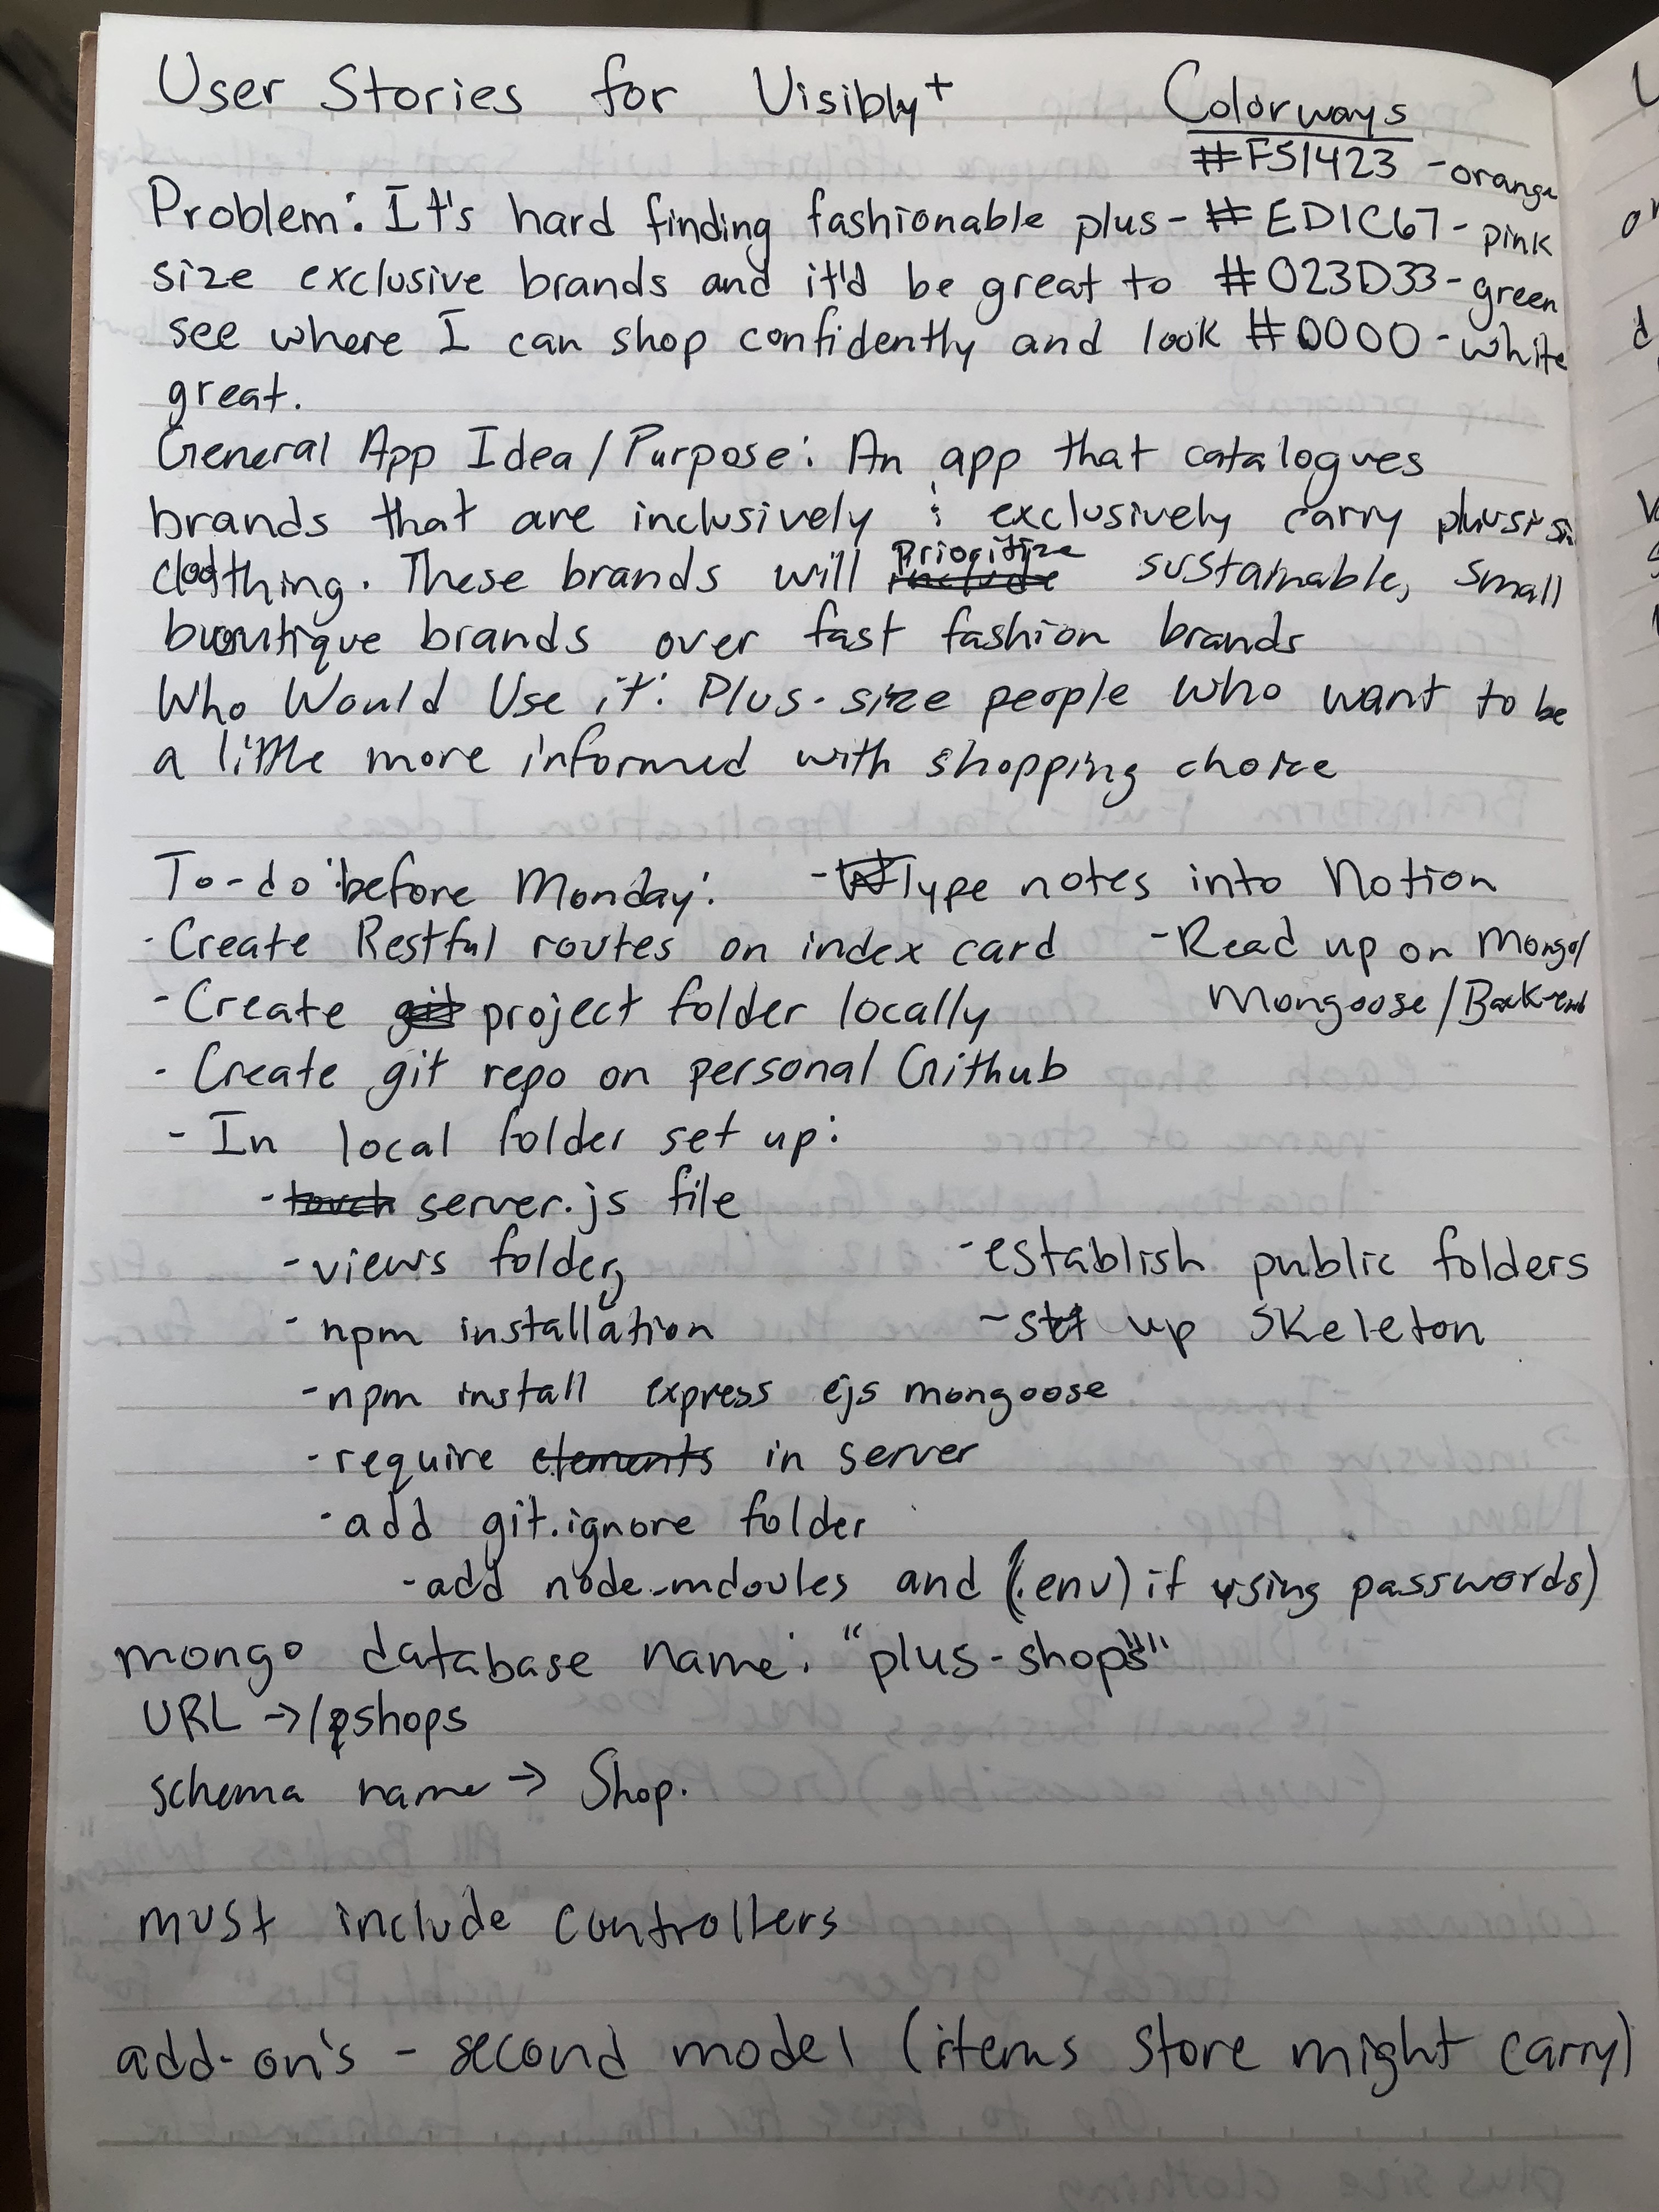 User Stories for Visibly+
Colorways
#F51423 - orange
#ED1C67 - pink
#023D33 - green
#0000 - white
Problem: It's hard finding fashionable plus-
size exclusive brands and it'd be great to
see where I can shop confidently and look
great.
General App Idea/Purpose: An app that catalogues
brands that are inclusively & exclusively carry
clothing. These brands will prioritize sustainable, small
boutique brands over fast fashion brands
Who Would Use it: Plus-size people who want to be
a little more informed with shopping choice
To-do before Monday:
- Create Restful routes on index card
- Create git project folder locally
- Create git repo on personal Github
- In local folder set up:
- touch server.js file
- views folder
- npm installation
- npm install express ejs mongoose
- require elements in server
- add git.ignore folder
- add node_mdoules and (.env) if using passwords)
- Type notes into Notion
- Read up on Mongo/
Mongoose/Back-end
- establish public folders
- set up skeleton
mongo database name: "plus-shops"
URL -> /pshops
schema name -> Shop.
must include controllers
add-on's - second model (items store might carry)